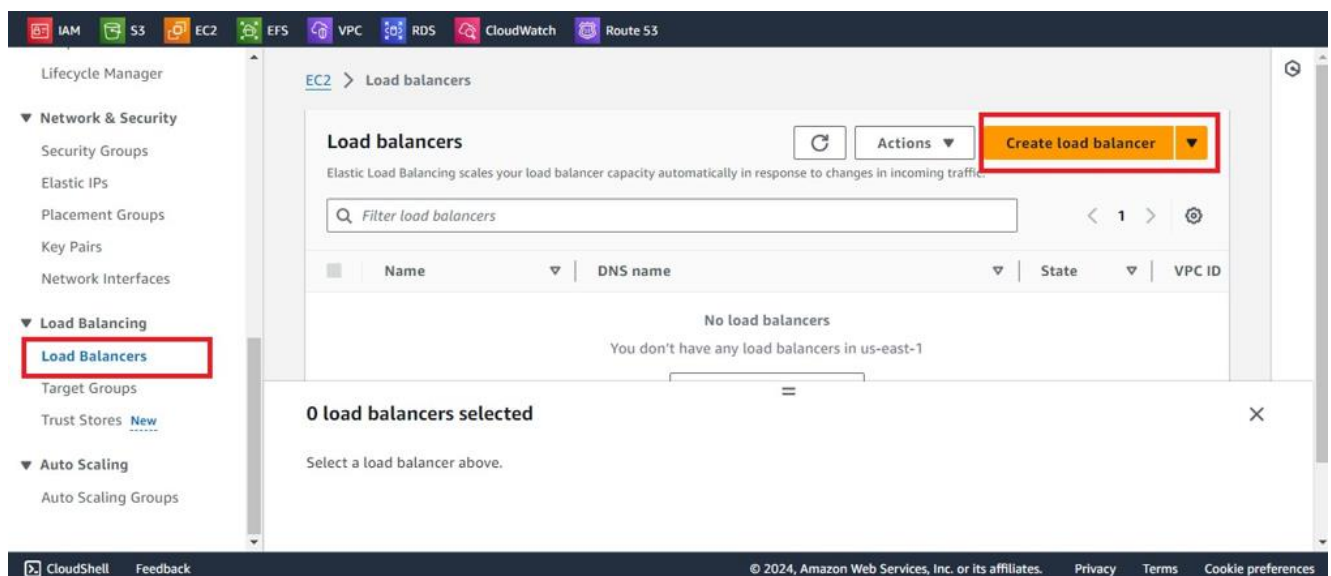 IAM S3 EC2 EFS VPC RDS CloudWatch Route 53
Lifecycle Manager
Network & Security
Security Groups
Elastic IPs
Placement Groups
Key Pairs
Network Interfaces
Load Balancing
Load Balancers
Target Groups
Trust Stores New
Auto Scaling
Auto Scaling Groups
EC2 > Load balancers
Load balancers
Actions
Create load balancer
Elastic Load Balancing scales your load balancer capacity automatically in response to changes in incoming traffic.
Filter load balancers
1
Name DNS name State VPC ID
No load balancers
You don't have any load balancers in us-east-1
0 load balancers selected
Select a load balancer above.
CloudShell Feedback © 2024, Amazon Web Services, Inc. or its affiliates. Privacy Terms Cookie preferences